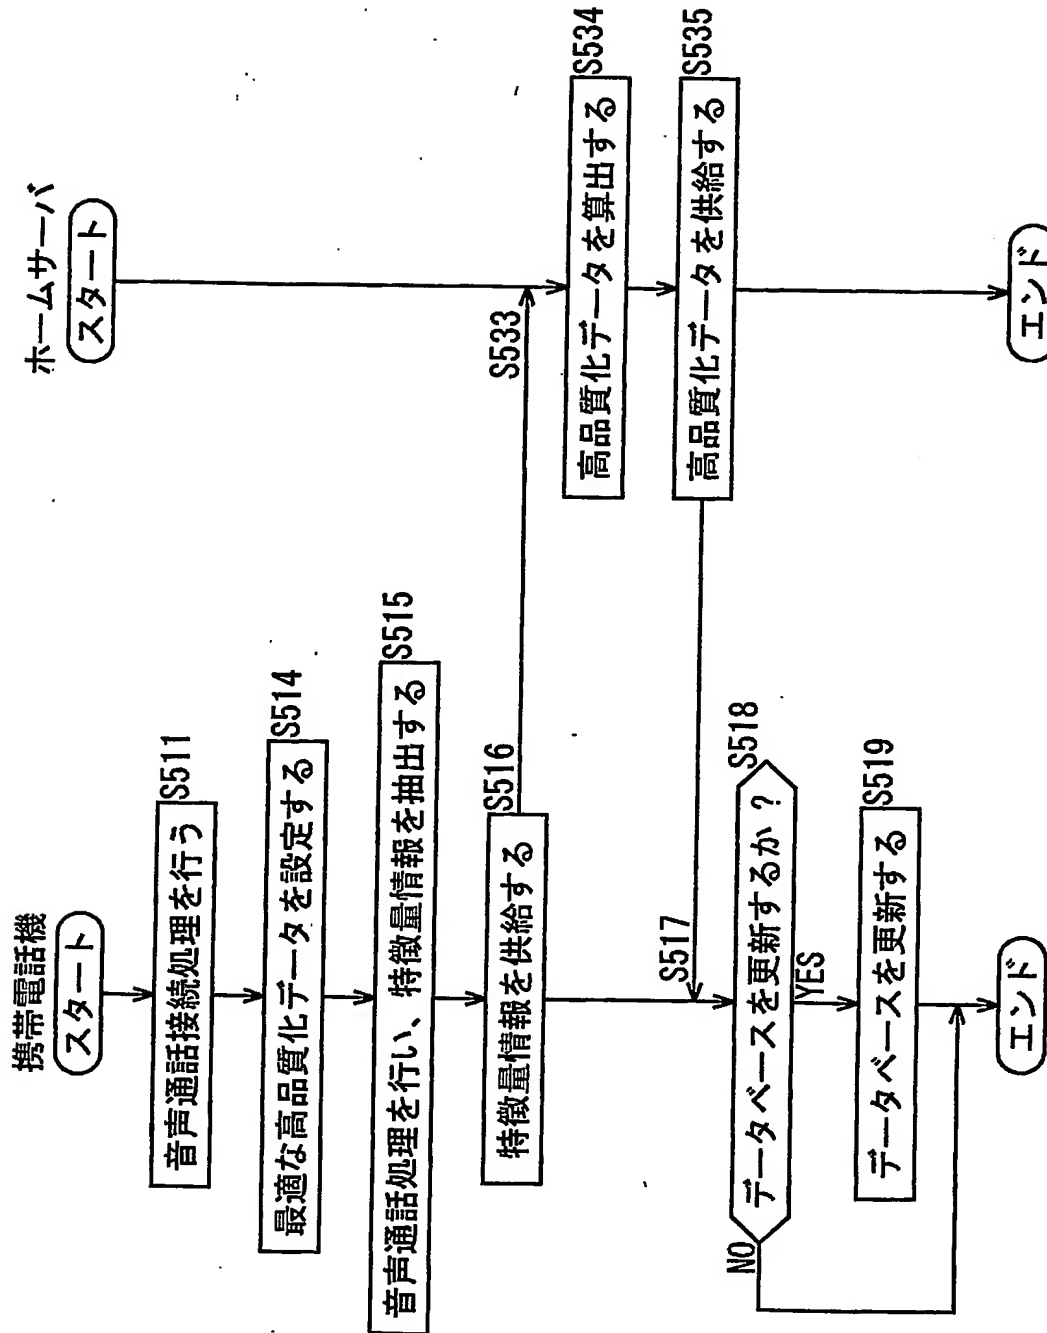 携帯電話機
スタート
音声通話接続処理を行う
S511
最適な高品質化データを設定する
S514
音声通話処理を行い、特徴量情報を抽出する
S515
特徴量情報を供給する
S516
S517
データベースを更新するか?
S518
NO
YES
データベースを更新する
S519
エンド
ホームサーバ
スタート
S533
高品質化データを算出する
S534
高品質化データを供給する
S535
エンド